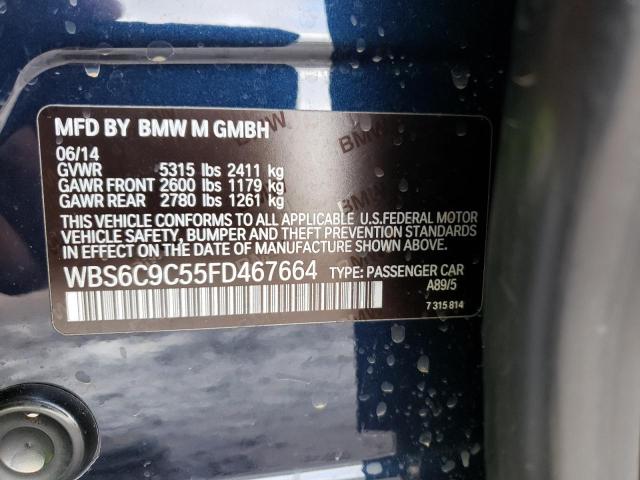 MFD BY BMW M GMBH
06/14
GVWR 5315 lbs 2411 kg
GAWR FRONT 2600 lbs 1179 kg
GAWR REAR 2780 lbs 1261 kg
THIS VEHICLE CONFORMS TO ALL APPLICABLE U.S.FEDERAL MOTOR
VEHICLE SAFETY, BUMPER, AND THEFT PREVENTION STANDARDS
IN EFFECT ON THE DATE OF MANUFACTURE SHOWN ABOVE.
WBS6C9C55FD467664 TYPE: PASSENGER CAR
A89/5
7 315 814